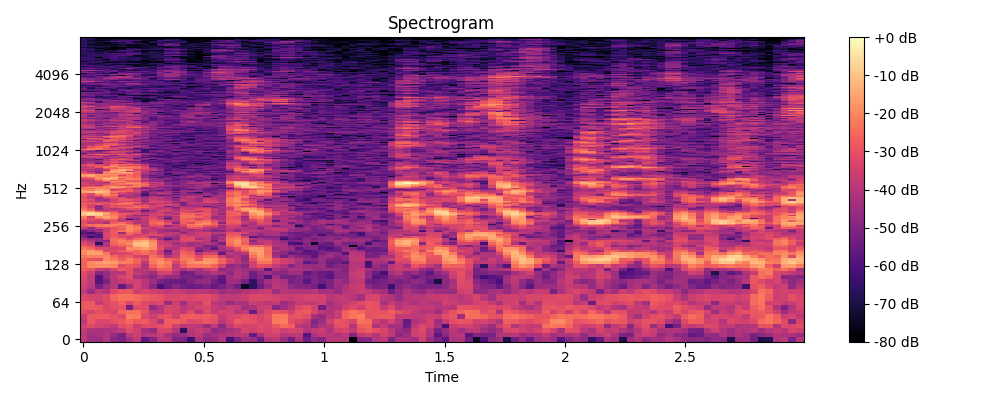 Spectrogram
Hz
4096
2048
1024
512
256
128
64
0
0 0.5 1 1.5 2 2.5
Time
+0 dB
-10 dB
-20 dB
-30 dB
-40 dB
-50 dB
-60 dB
-70 dB
-80 dB